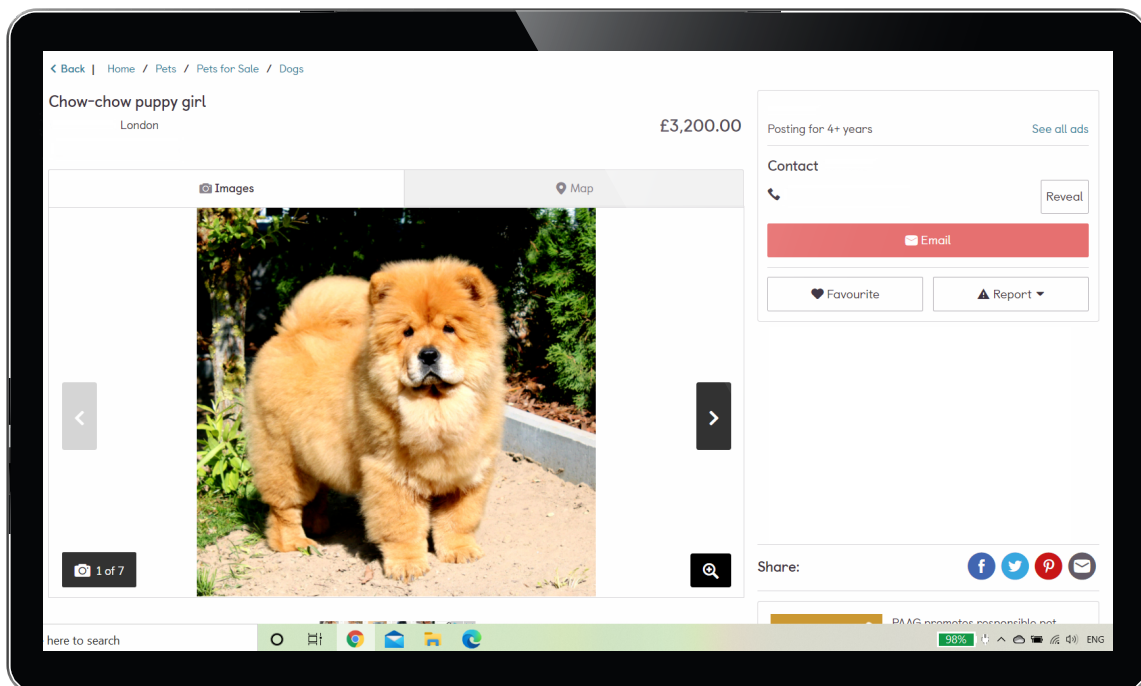 Back | Home / Pets / Pets for Sale / Dogs
Chow-chow puppy girl
London
£3,200.00
Images
Map
1 of 7
Posting for 4+ years
See all ads
Contact
Reveal
Email
Favourite
Report
Share:
PAAG promotes responsible pet
here to search
98%
ENG